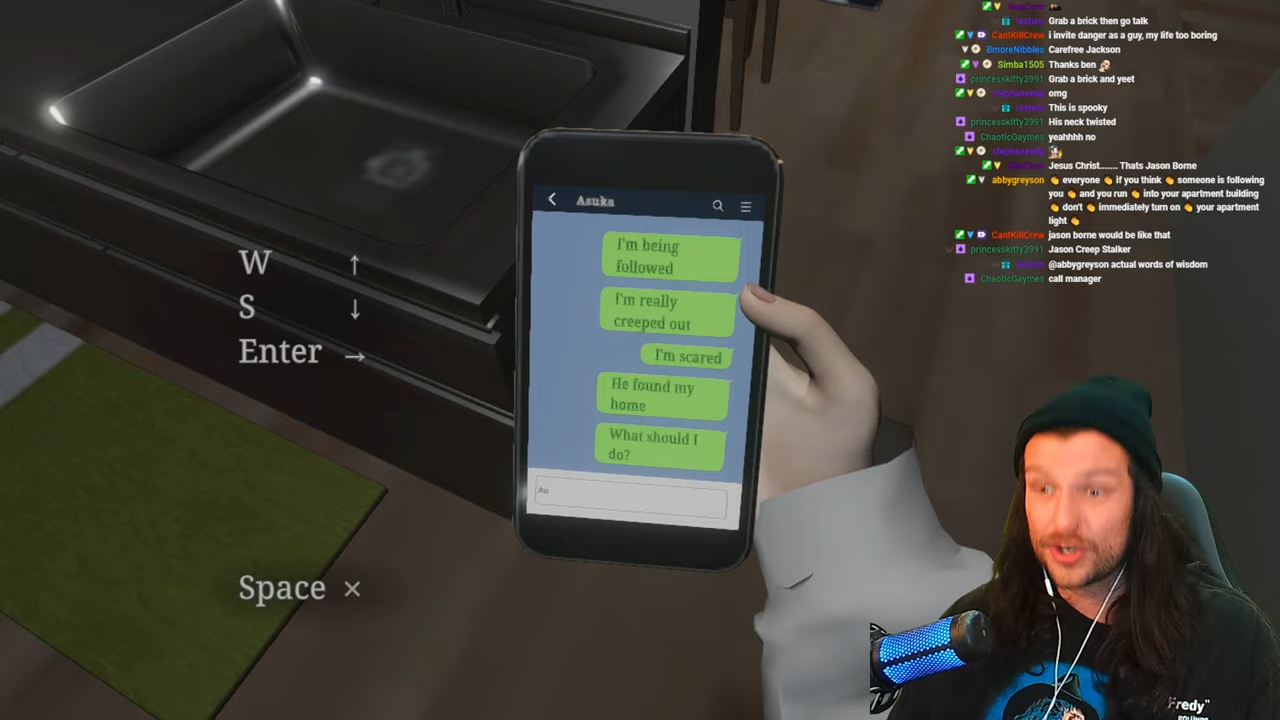 Grab a brick then go talk
CantKillCrew i invite danger as a guy, my life too boring
BmoreNibbles Carefree Jackson
Simba1505 Thanks ben
princesskitty3991 Grab a brick and yeet
stephaneedy omg
This is spooky
princesskitty3991 His neck twisted
ChaoticGaymes yeahhhh no
stephaneedy
Jesus Christ....... Thats Jason Borne
abbygreyson everyone if you think someone is following
you and you run into your apartment building
don't immediately turn on your apartment
light
CantKillCrew jason borne would be like that
princesskitty3991 Jason Creep Stalker
@abbygreyson actual words of wisdom
ChaoticGaymes call manager
Asuka
I'm being
followed
I'm really
creeped out
I'm scared
He found my
home
What should I
do?
Aa
W ↑
S ↓
Enter →
Space ×